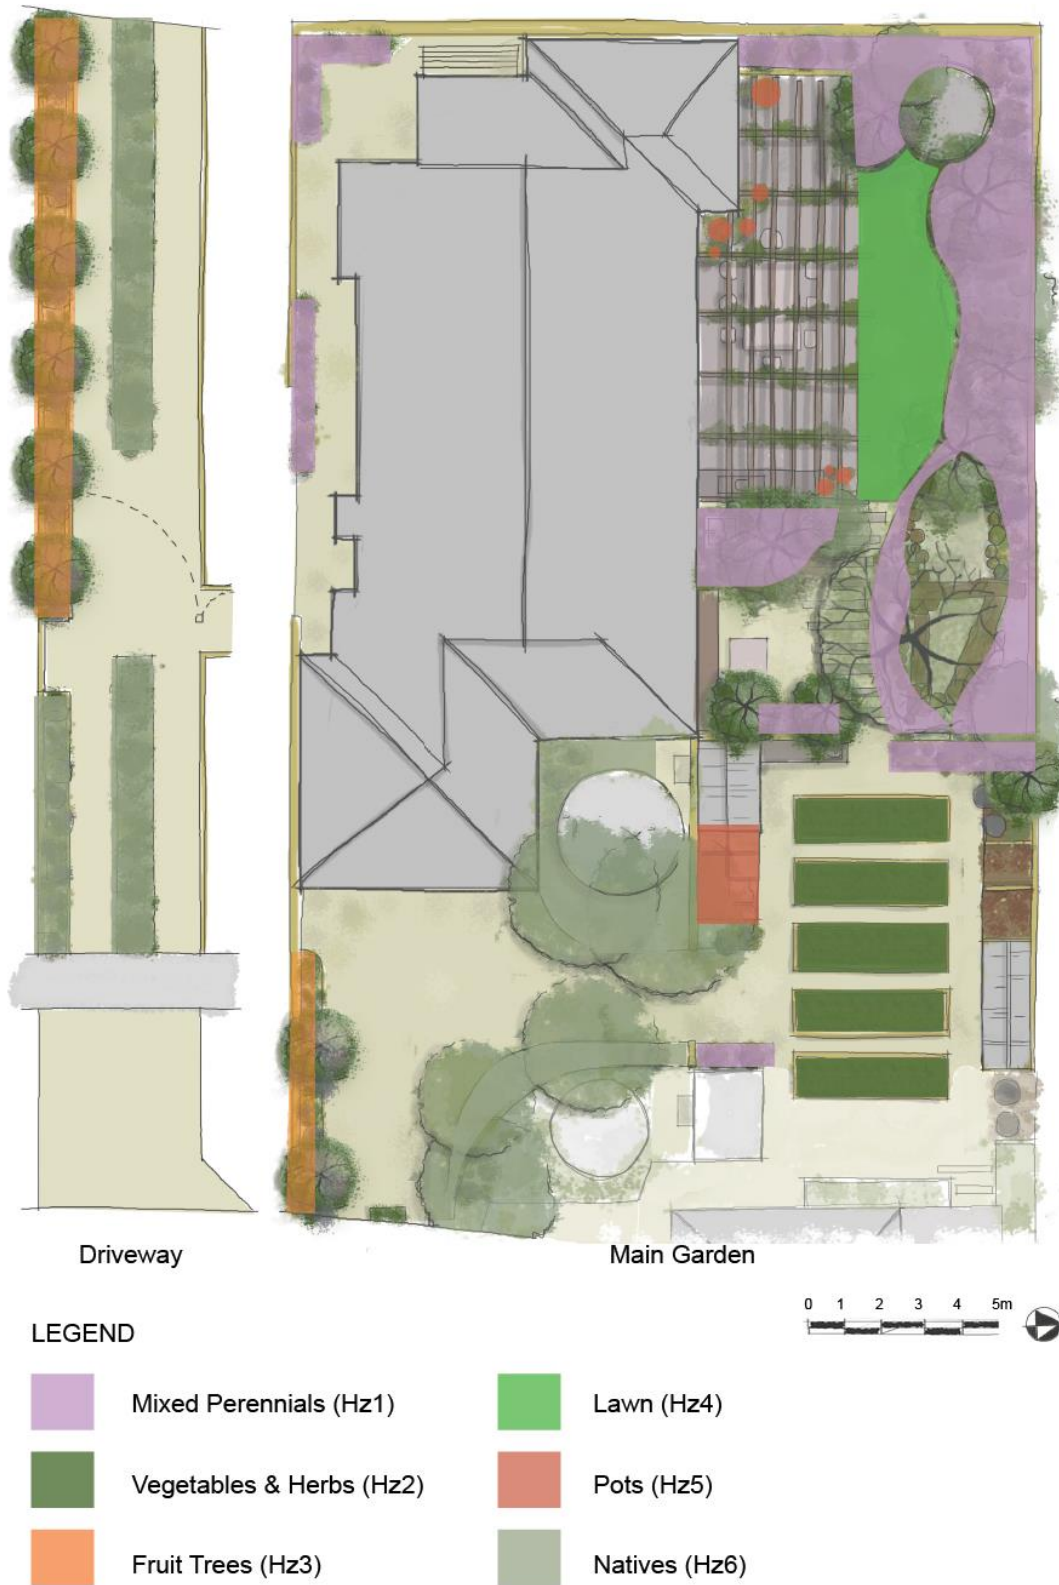 Driveway
Main Garden
0 1 2 3 4 5m
LEGEND
Mixed Perennials (Hz1)
Lawn (Hz4)
Vegetables & Herbs (Hz2)
Pots (Hz5)
Fruit Trees (Hz3)
Natives (Hz6)